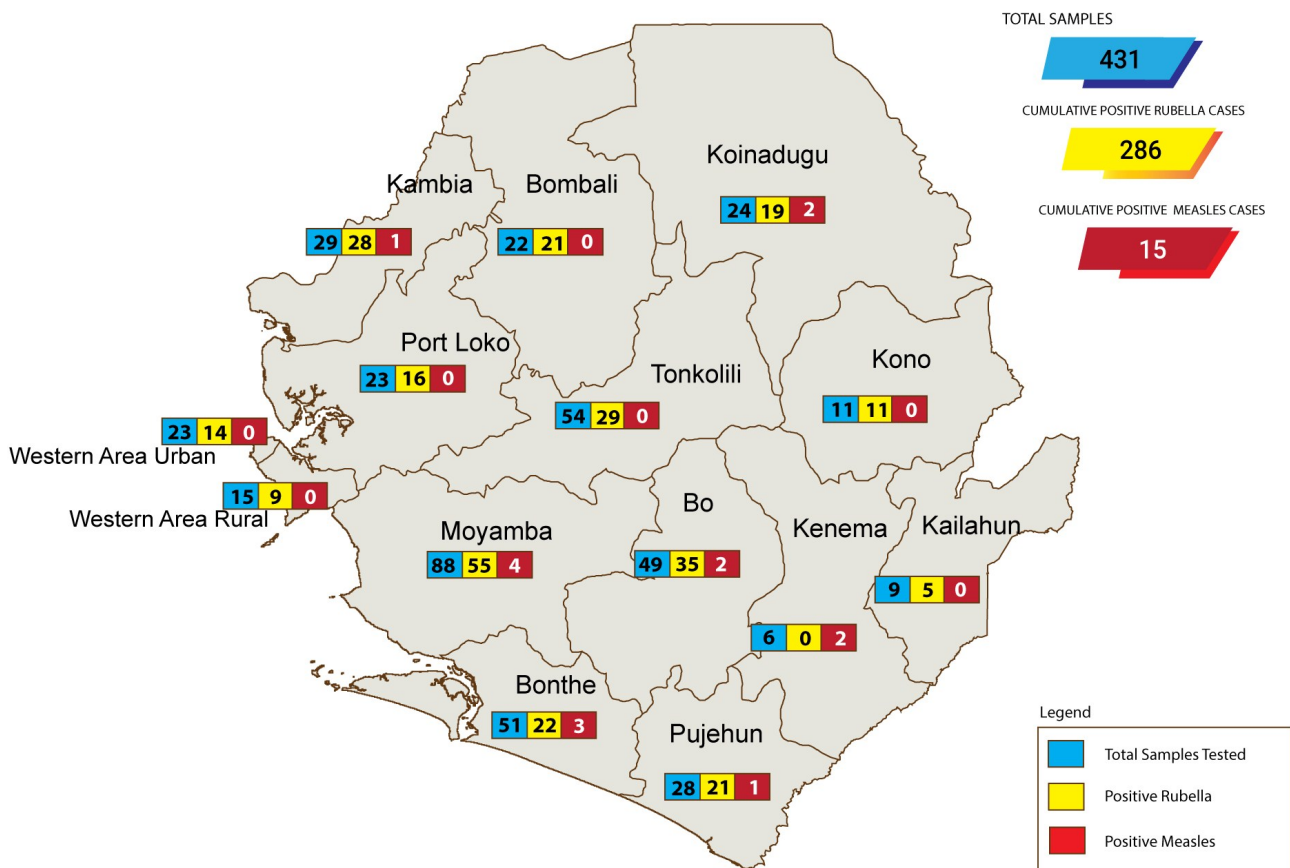 TOTAL SAMPLES
431
CUMULATIVE POSITIVE RUBELLA CASES
286
CUMULATIVE POSITIVE MEASLES CASES
15
Koinadugu
24 19 2
Kambia
29 28 1
Bombali
22 21 0
Port Loko
23 16 0
Tonkolili
54 29 0
Kono
11 11 0
23 14 0
Western Area Urban
15 9 0
Western Area Rural
Moyamba
88 55 4
Bo
49 35 2
Kenema
6 0 2
Kailahun
9 5 0
Bonthe
51 22 3
Pujehun
28 21 1
Legend
Total Samples Tested
Positive Rubella
Positive Measles